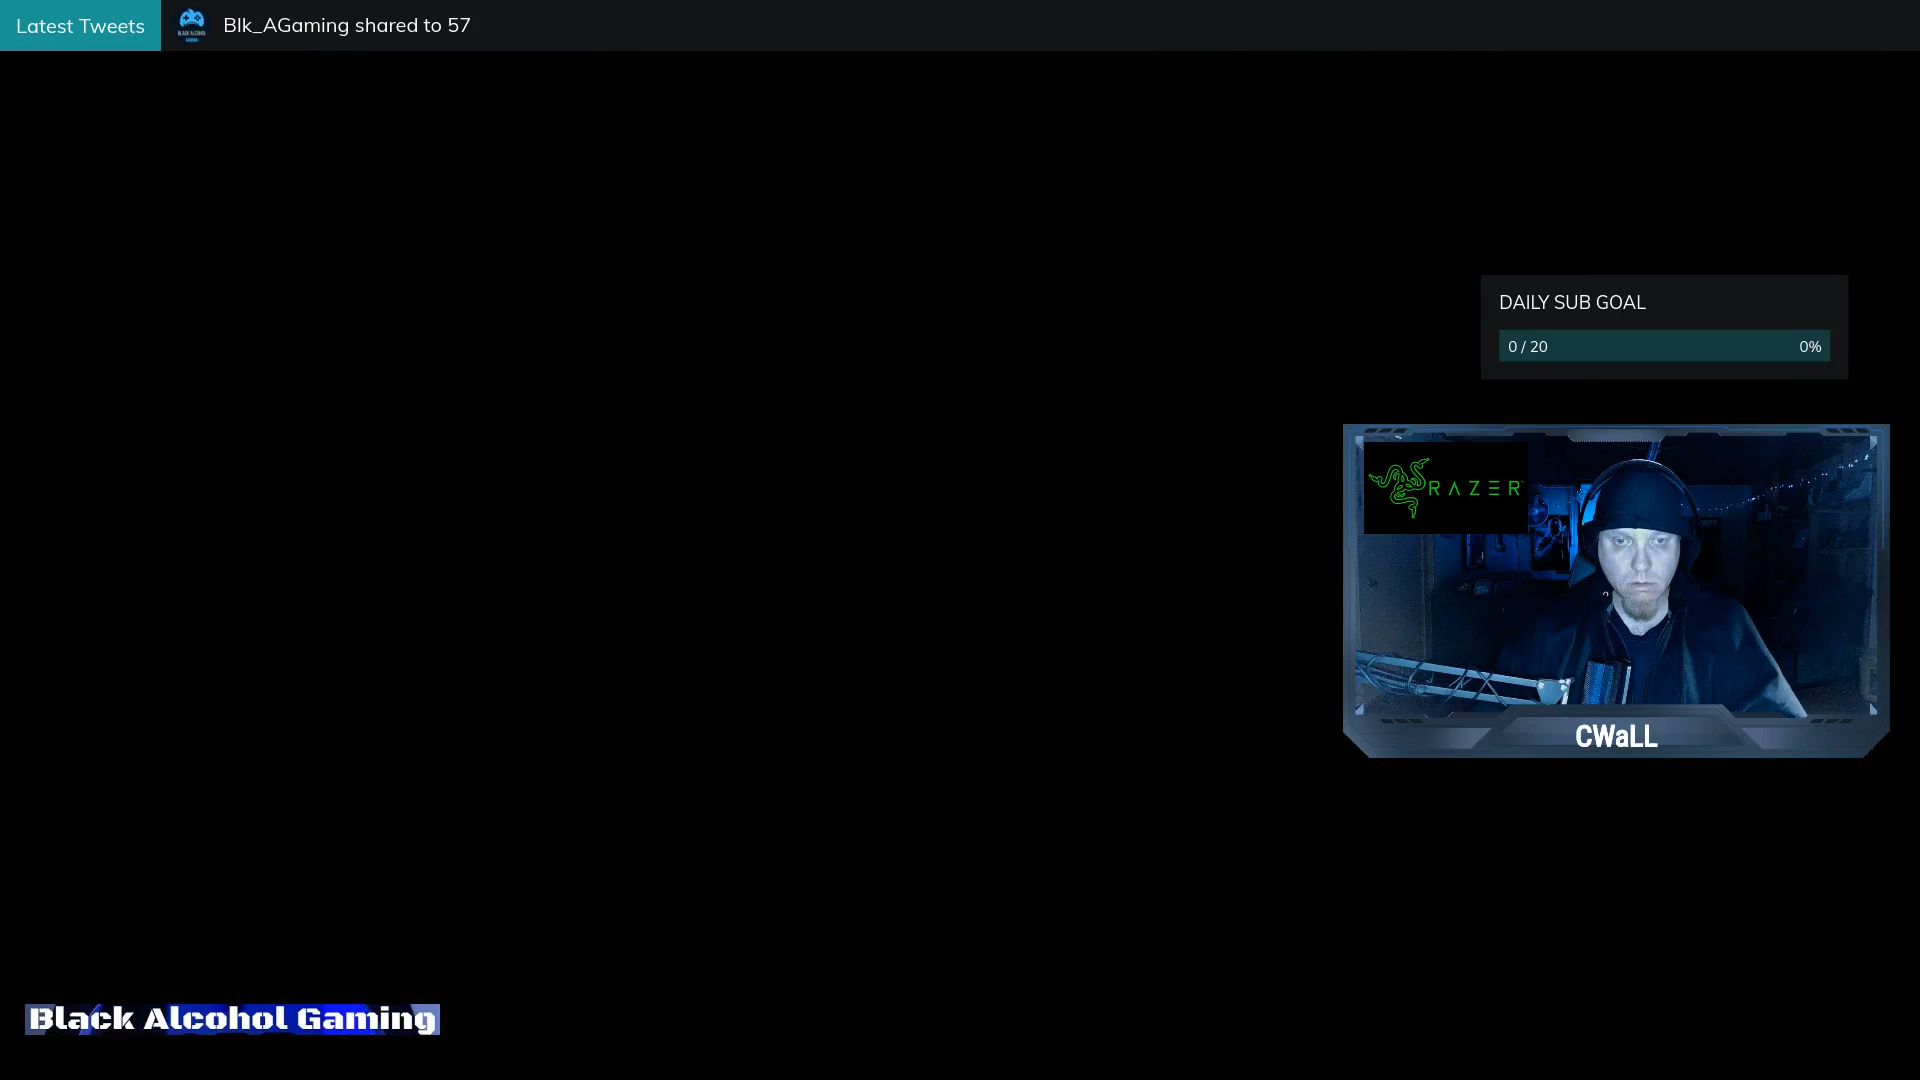 Latest Tweets
Blk_AGaming shared to 57
DAILY SUB GOAL
0 / 20
0%
RAZER
CWaLL
Black Alcohol Gaming